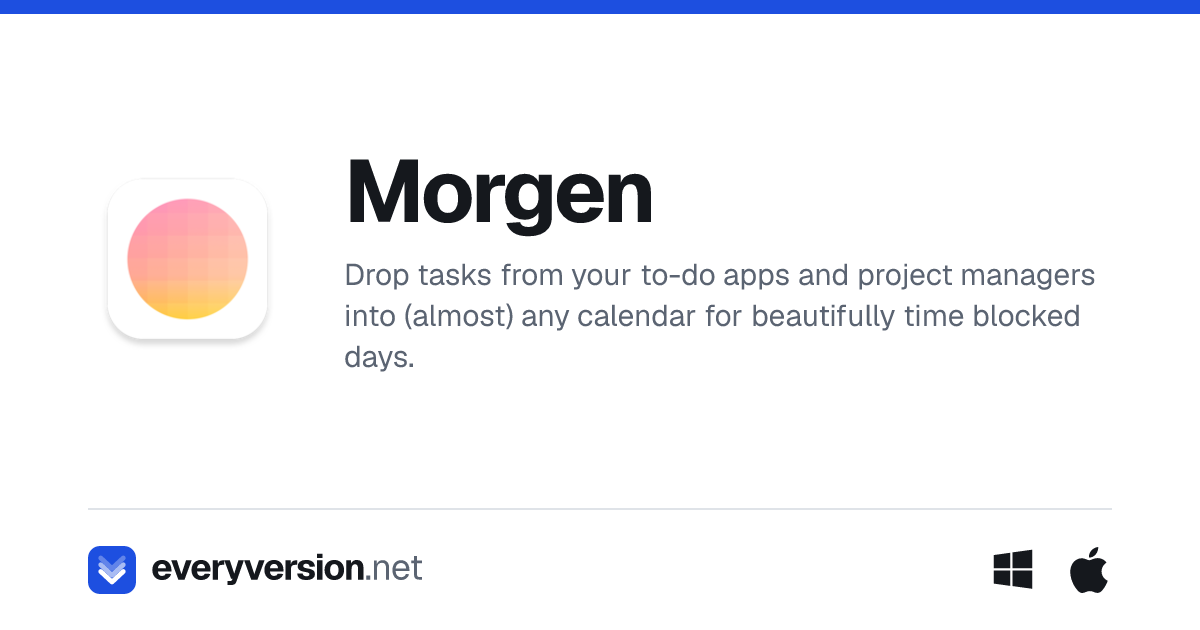 Morgen
Drop tasks from your to-do apps and project managers
into (almost) any calendar for beautifully time blocked
days.
everyversion.net